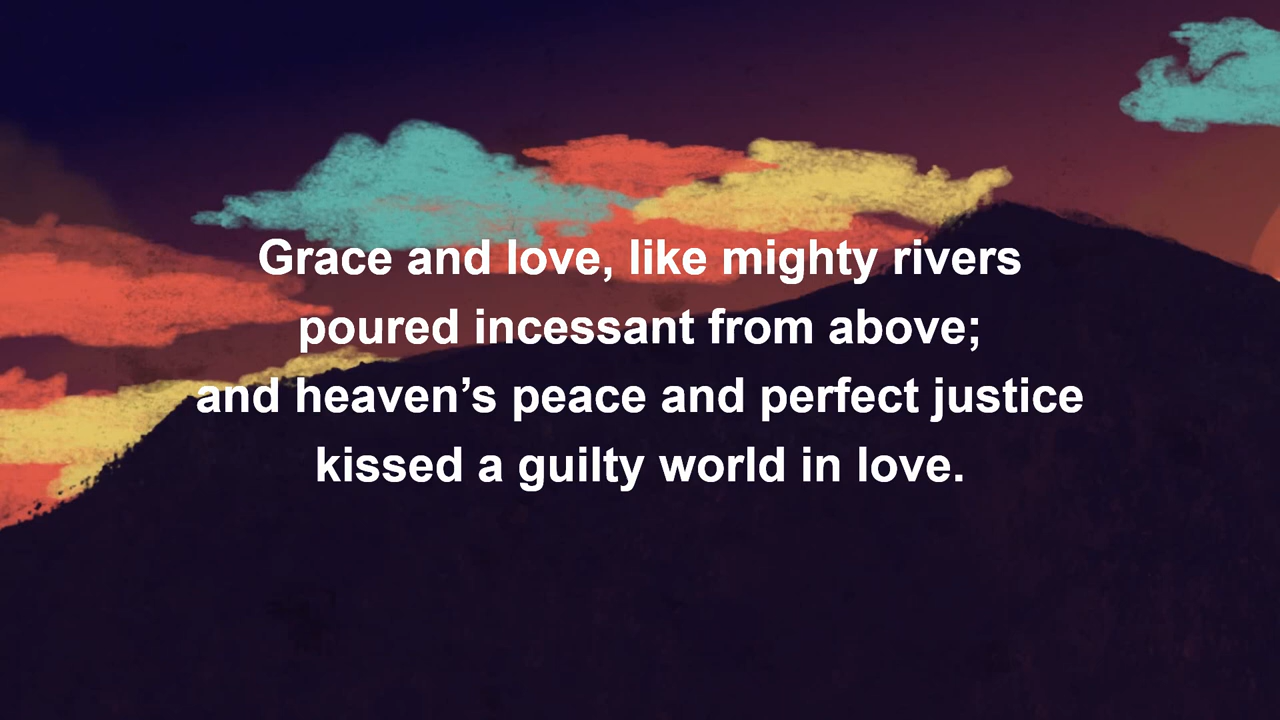 Grace and love, like mighty rivers
poured incessant from above;
and heaven’s peace and perfect justice
kissed a guilty world in love.